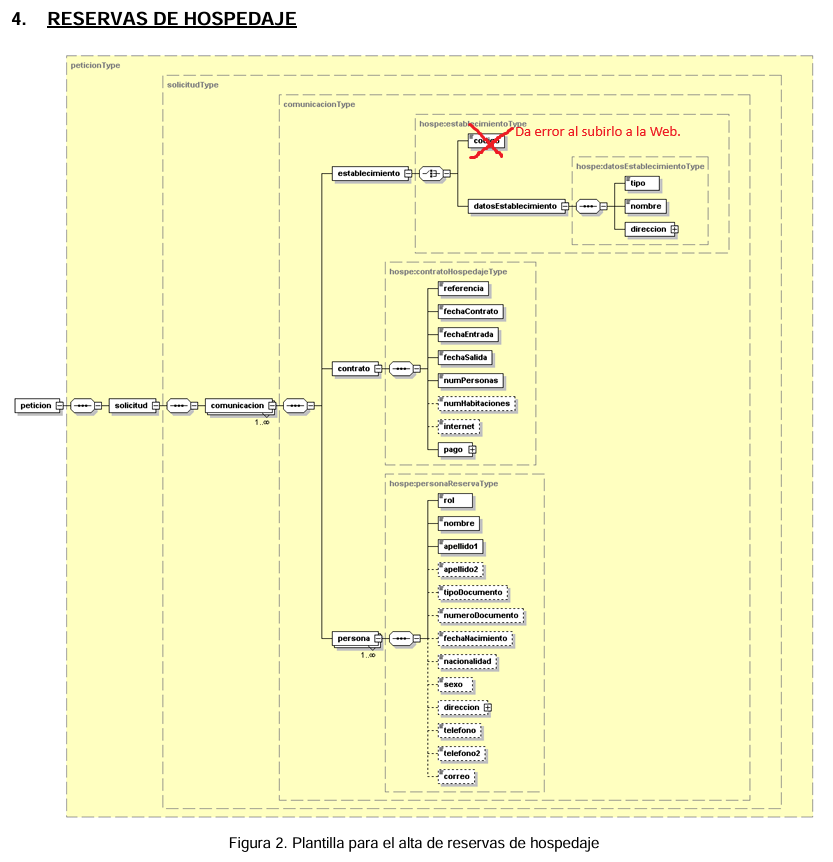 4. RESERVAS DE HOSPEDAJE
peticionType
solicitudType
comunicacionType
hospe:establecimientoType
Da error al subirlo a la Web.
codigo
hospe:datosEstablecimientoType
establecimiento
tipo
datosEstablecimiento
nombre
direccion
hospe:contratoHospedajeType
referencia
fechaContrato
fechaEntrada
fechaSalida
contrato
numPersonas
peticion
solicitud
comunicacion
numHabitaciones
1..∞
internet
pago
hospe:personaReservaType
rol
nombre
apellido1
apellido2
tipoDocumento
numeroDocumento
persona
fechaNacimiento
1..∞
nacionalidad
sexo
direccion
telefono
telefono2
correo
Figura 2. Plantilla para el alta de reservas de hospedaje